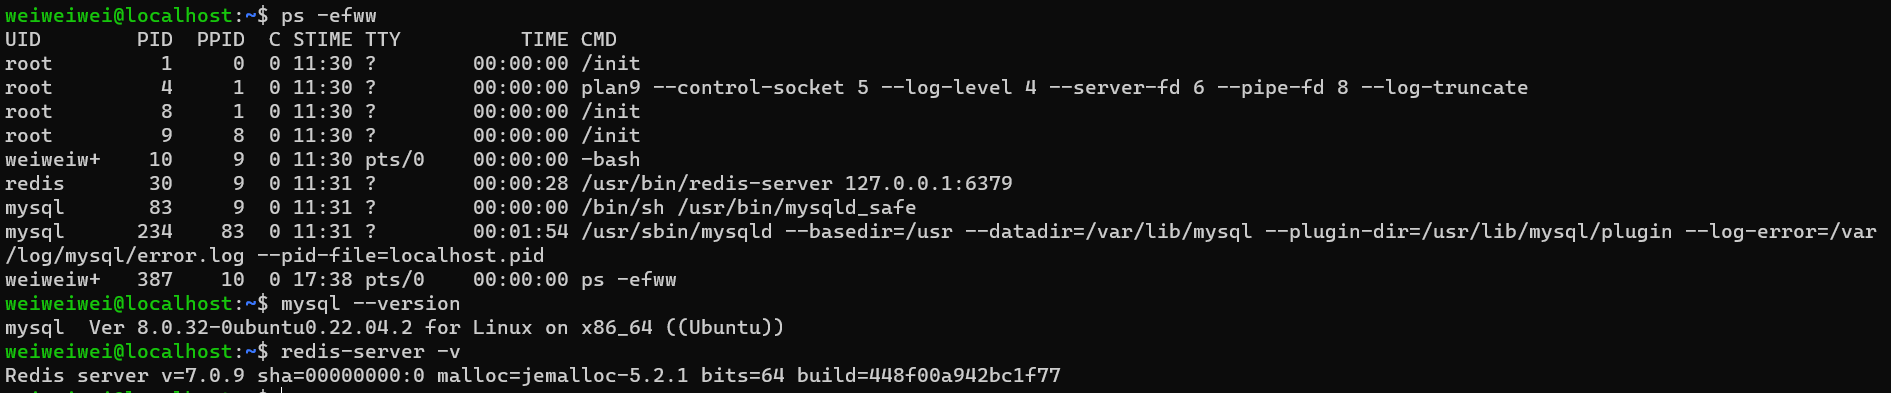 weiweiwei@localhost:~$ ps -efww
UID        PID  PPID  C STIME TTY          TIME CMD
root         1     0  0 11:30 ?        00:00:00 /init
root         4     1  0 11:30 ?        00:00:00 plan9 --control-socket 5 --log-level 4 --server-fd 6 --pipe-fd 8 --log-truncate
root         8     1  0 11:30 ?        00:00:00 /init
root         9     8  0 11:30 ?        00:00:00 /init
weiweiw+    10     9  0 11:30 pts/0    00:00:00 -bash
redis       30     9  0 11:31 ?        00:00:28 /usr/bin/redis-server 127.0.0.1:6379
mysql       83     9  0 11:31 ?        00:00:00 /bin/sh /usr/bin/mysqld_safe
mysql      234    83  0 11:31 ?        00:01:54 /usr/sbin/mysqld --basedir=/usr --datadir=/var/lib/mysql --plugin-dir=/usr/lib/mysql/plugin --log-error=/var
/log/mysql/error.log --pid-file=localhost.pid
weiweiw+   387    10  0 17:38 pts/0    00:00:00 ps -efww
weiweiwei@localhost:~$ mysql --version
mysql  Ver 8.0.32-0ubuntu0.22.04.2 for Linux on x86_64 ((Ubuntu))
weiweiwei@localhost:~$ redis-server -v
Redis server v=7.0.9 sha=00000000:0 malloc=jemalloc-5.2.1 bits=64 build=448f00a942bc1f77